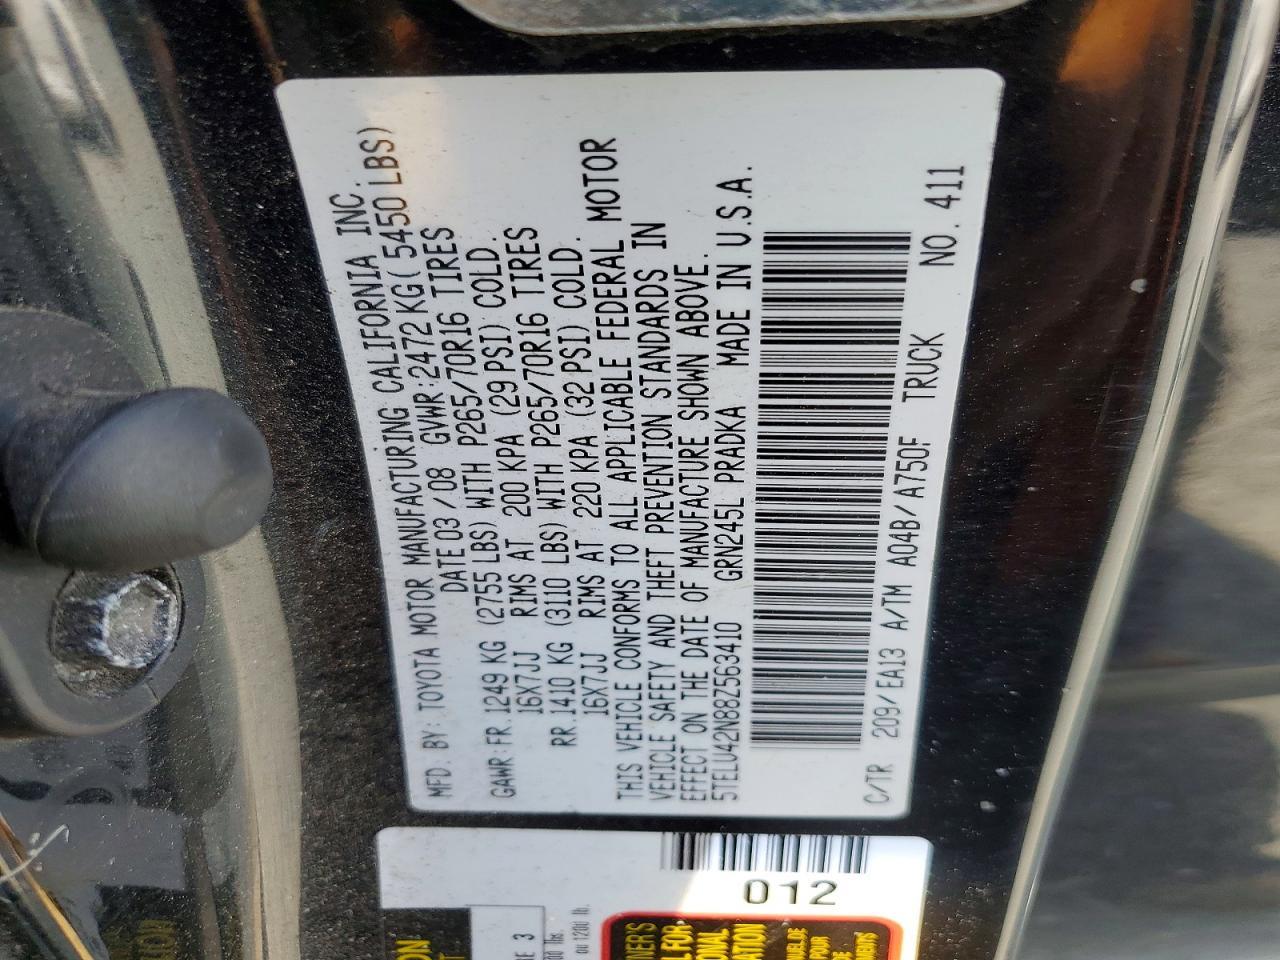 MFD. BY: TOYOTA MOTOR MANUFACTURING CALIFORNIA INC.
DATE 03 / 08 GVWR: 2472 KG( 5450 LBS)
GAWR: FR. 1249 KG (2755 LBS) WITH P265/70R16 TIRES
16X7JJ RIMS AT 200 KPA (29 PSI) COLD.
RR. 1410 KG (3110 LBS) WITH P265/70R16 TIRES
16X7JJ RIMS AT 220 KPA (32 PSI) COLD.
THIS VEHICLE CONFORMS TO ALL APPLICABLE FEDERAL MOTOR
VEHICLE SAFETY AND THEFT PREVENTION STANDARDS IN
EFFECT ON THE DATE OF MANUFACTURE SHOWN ABOVE.
5TELU42N88Z563410 GRN245L PRADKA MADE IN U.S.A.
C/TR 209/ EA13 A/TM A04B/ A750F TRUCK NO. 411
012
3
ou 1200 lb.